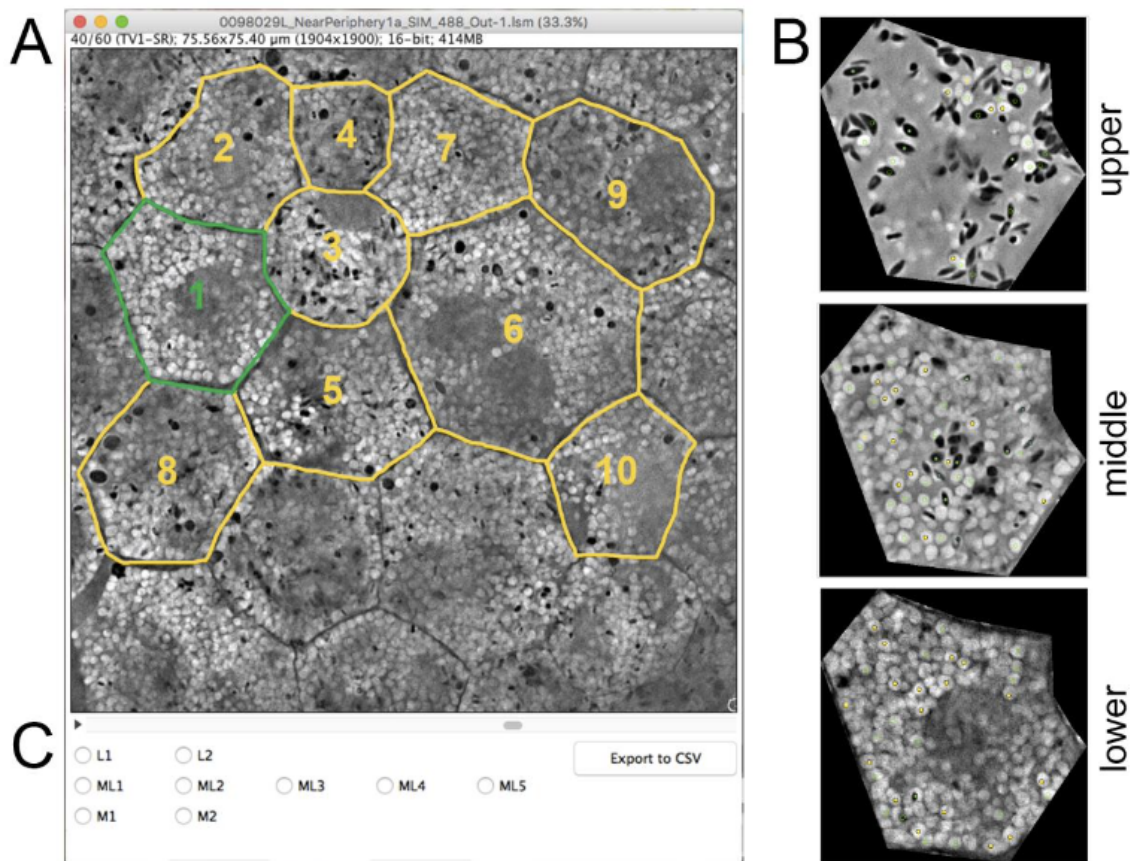 A
0098029L_NearPeriphery1a_SIM_488_Out-1.lsm (33.3%)
40/60 (TV1-SR); 75.56x75.40 µm (1904x1900); 16-bit; 414MB
2
4
7
9
3
1
6
5
8
10
C
L1 L2
Export to CSV
ML1 ML2 ML3 ML4 ML5
M1 M2
B
upper
middle
lower